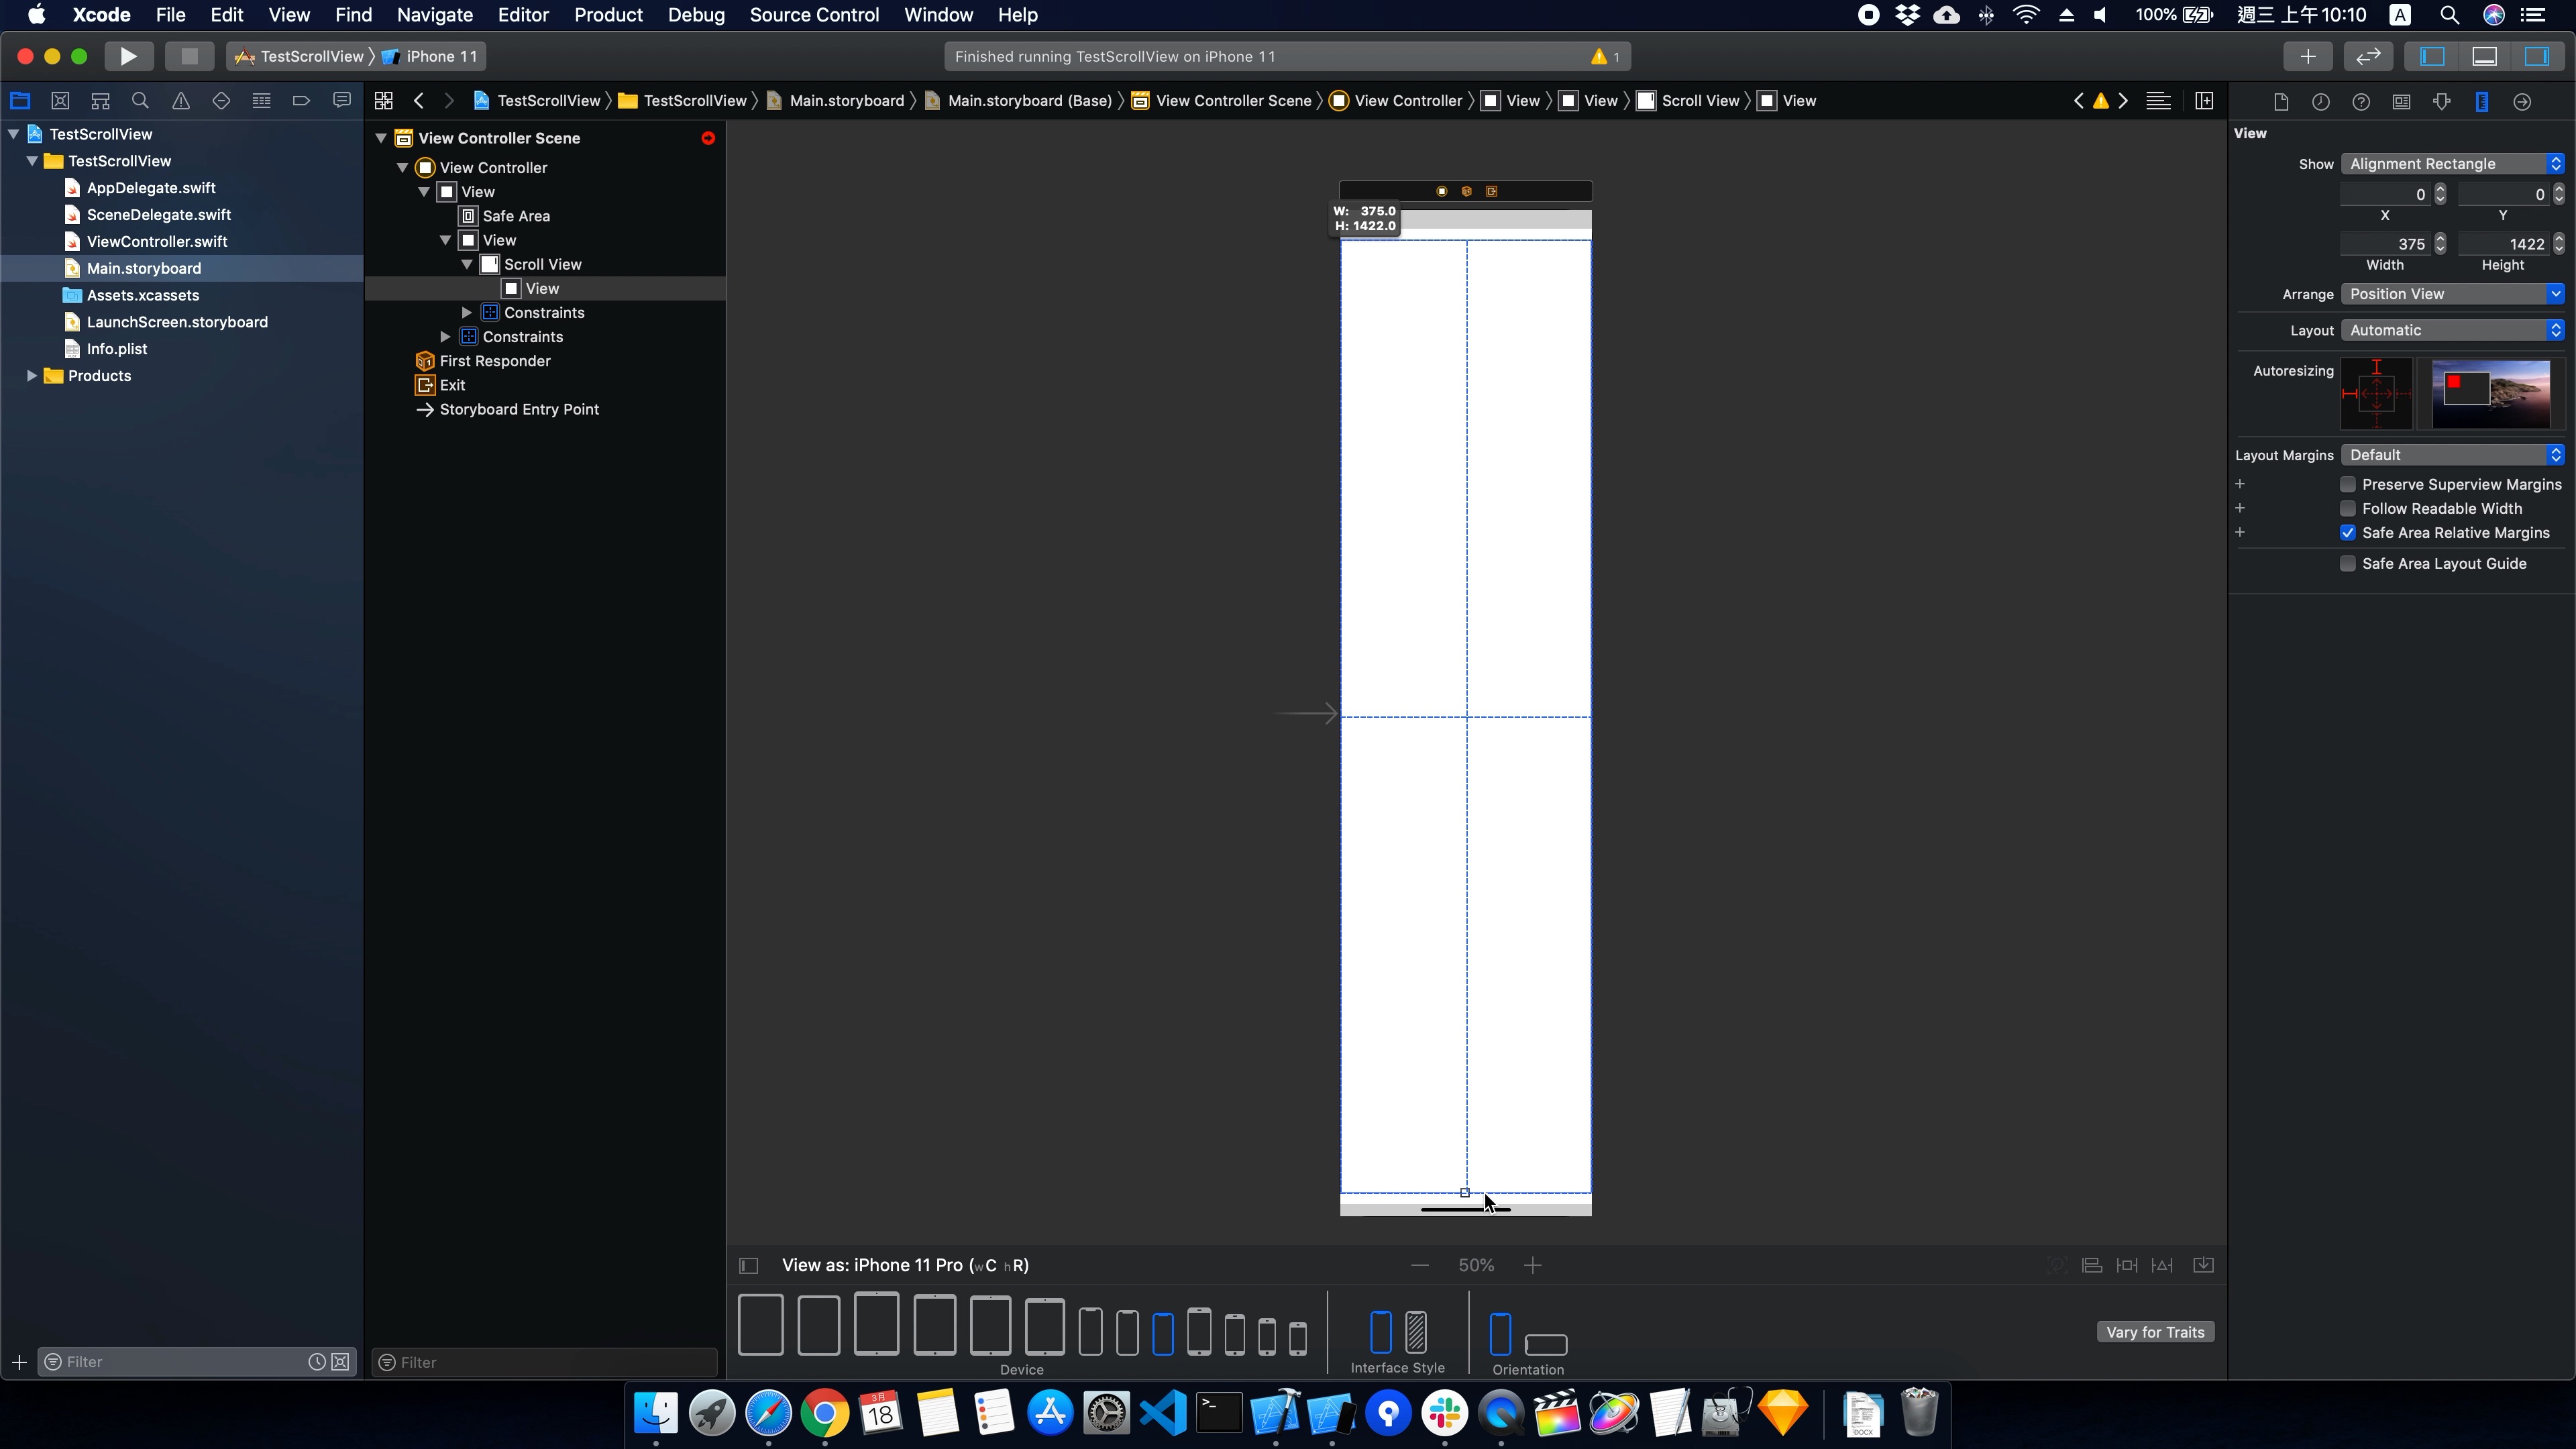 Xcode File Edit View Find Navigate Editor Product Debug Source Control Window Help 100% 週三 上午10:10 A
TestScrollView iPhone 11 Finished running TestScrollView on iPhone 11 1
TestScrollView TestScrollView Main.storyboard Main.storyboard (Base) View Controller Scene View Controller View View Scroll View View
TestScrollView
TestScrollView
AppDelegate.swift
SceneDelegate.swift
ViewController.swift
Main.storyboard
Assets.xcassets
LaunchScreen.storyboard
Info.plist
Products
Filter
View Controller Scene
View Controller
View
Safe Area
View
Scroll View
View
Constraints
Constraints
First Responder
Exit
Storyboard Entry Point
Filter
W: 375.0
H: 1422.0
View as: iPhone 11 Pro (wC hR) 50%
Device Interface Style Orientation
Vary for Traits
View
Show Alignment Rectangle
0 0
X Y
375 1422
Width Height
Arrange Position View
Layout Automatic
Autoresizing
Layout Margins Default
Preserve Superview Margins
Follow Readable Width
Safe Area Relative Margins
Safe Area Layout Guide
3月
18
DOCX